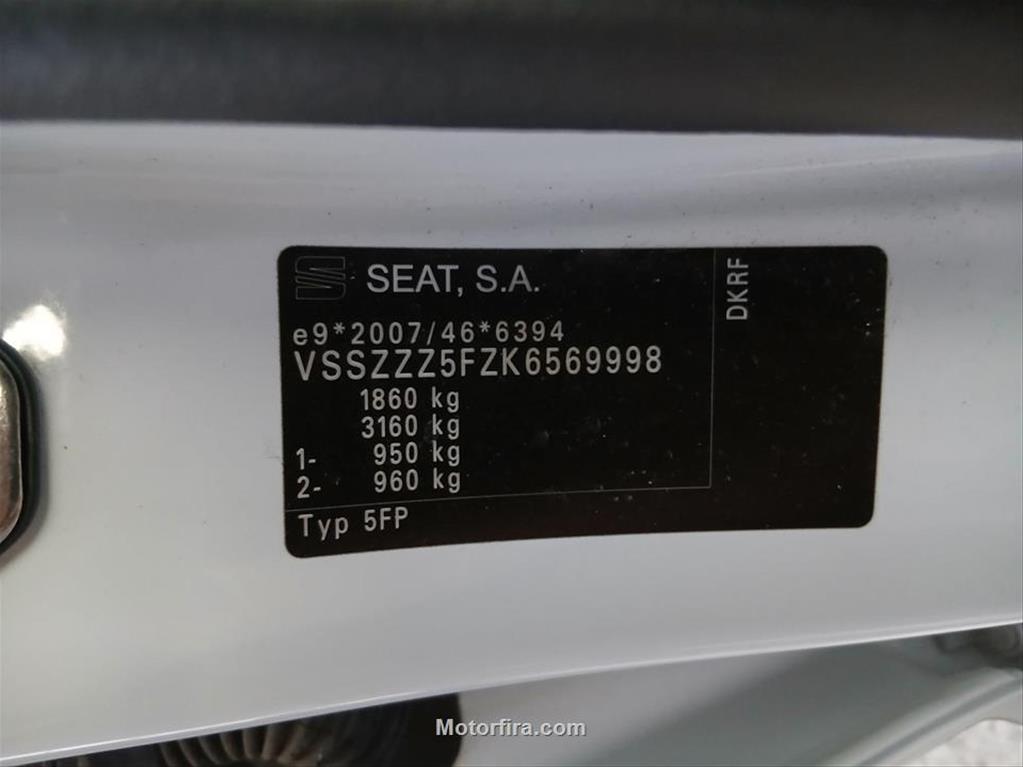 SEAT, S.A.
DKRF
e9*2007/46*6394
VSSZZZ5FZK6569998
1860 kg
3160 kg
1- 950 kg
2- 960 kg
Typ 5FP
Motorfira.com